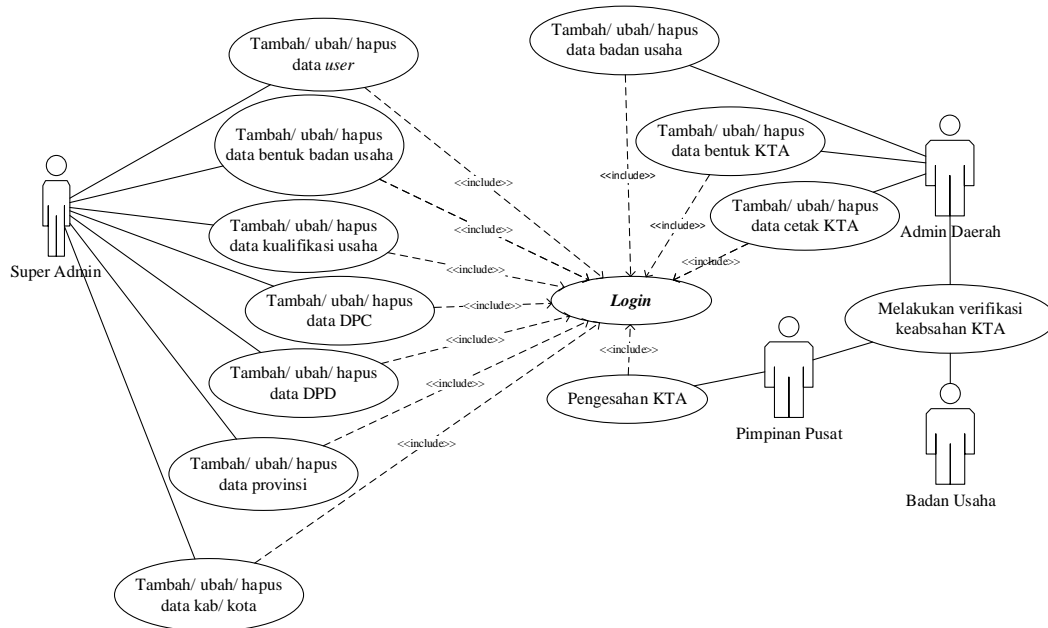 Tambah/ ubah/ hapus
data user
Tambah/ ubah/ hapus
data badan usaha
Tambah/ ubah/ hapus
data bentuk badan usaha
Tambah/ ubah/ hapus
data bentuk KTA
<<include>>
<<include>>
<<include>>
Tambah/ ubah/ hapus
data kualifikasi usaha
<<include>>
Tambah/ ubah/ hapus
data cetak KTA
Admin Daerah
Super Admin
<<include>>
<<include>>
Tambah/ ubah/ hapus
data DPC
<<include>>
Login
Melakukan verifikasi
keabsahan KTA
<<include>>
<<include>>
Tambah/ ubah/ hapus
data DPD
<<include>>
Pengesahan KTA
Pimpinan Pusat
<<include>>
Tambah/ ubah/ hapus
data provinsi
Badan Usaha
Tambah/ ubah/ hapus
data kab/ kota